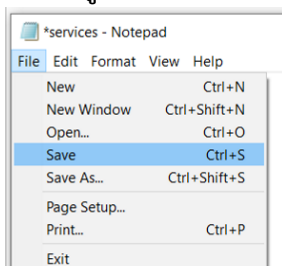 *services - Notepad
File Edit Format View Help
New Ctrl+N
New Window Ctrl+Shift+N
Open... Ctrl+O
Save Ctrl+S
Save As... Ctrl+Shift+S
Page Setup...
Print... Ctrl+P
Exit